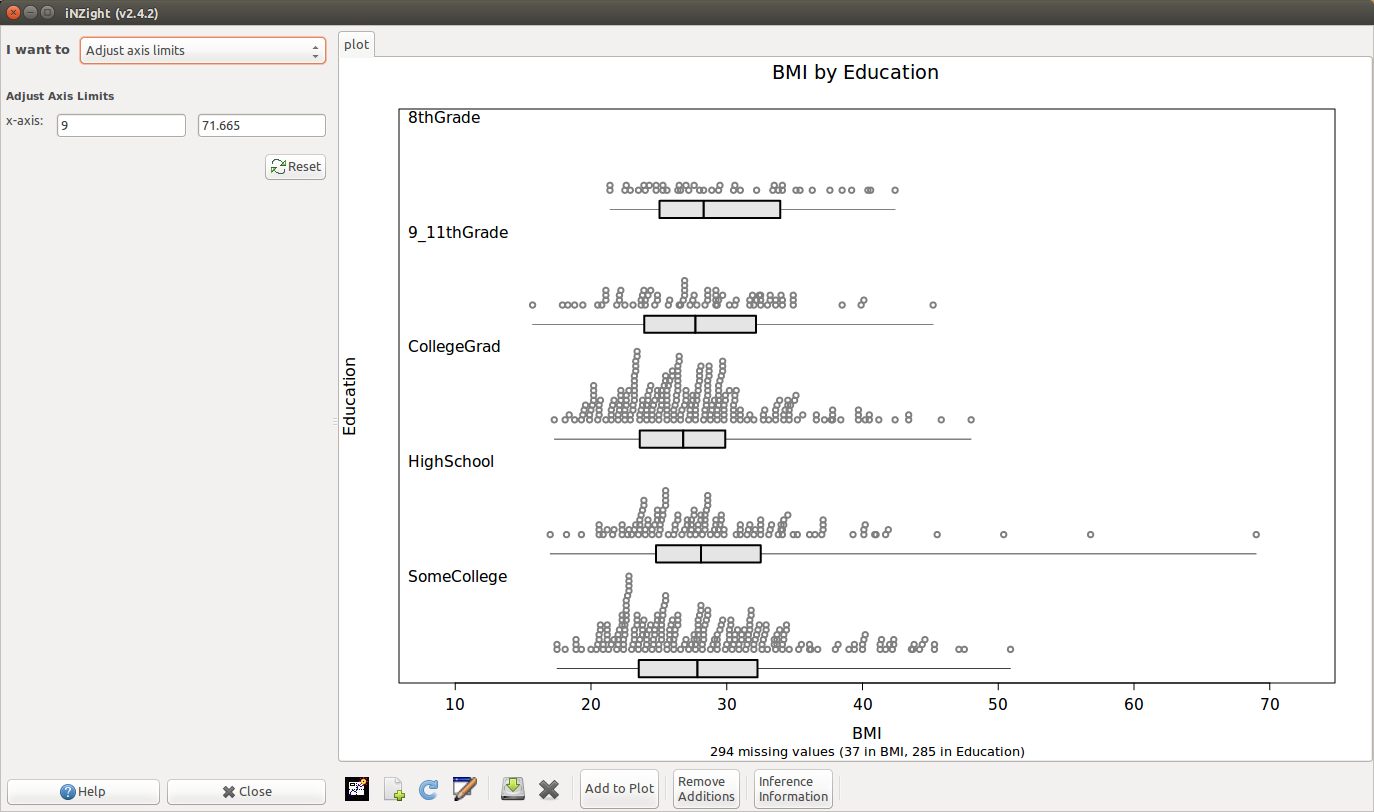 iNZight (v2.4.2)
I want to
Adjust axis limits
Adjust Axis Limits
x-axis:
9
71.665
Reset
Help
Close
plot
BMI by Education
8thGrade
9_11thGrade
CollegeGrad
HighSchool
SomeCollege
Education
10 20 30 40 50 60 70
BMI
294 missing values (37 in BMI, 285 in Education)
Add to Plot
Remove
Additions
Inference
Information